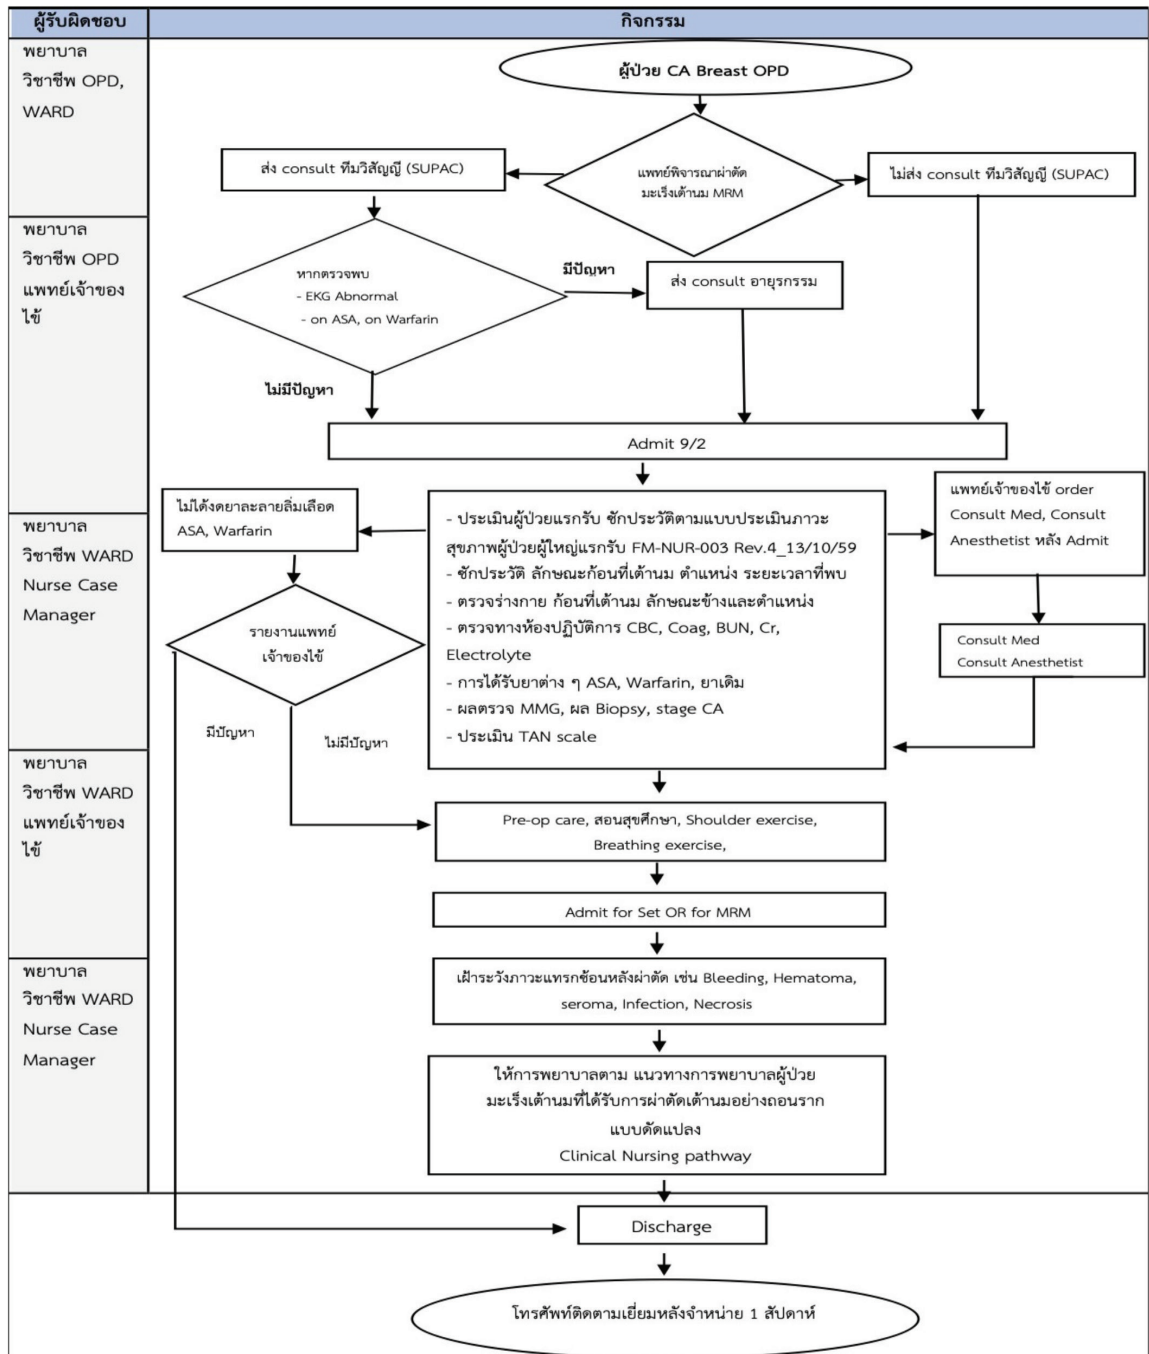 ผู้รับผิดชอบ
กิจกรรม
พยาบาล
วิชาชีพ OPD,
WARD
ผู้ป่วย CA Breast OPD
ส่ง consult ทีมวิสัญญี (SUPAC)
แพทย์พิจารณาผ่าตัด
มะเร็งเต้านม MRM
ไม่ส่ง consult ทีมวิสัญญี (SUPAC)
พยาบาล
วิชาชีพ OPD
แพทย์เจ้าของ
ไข้
หากตรวจพบ
- EKG Abnormal
- on ASA, on Warfarin
มีปัญหา
ส่ง consult อายุรกรรม
ไม่มีปัญหา
Admit 9/2
พยาบาล
วิชาชีพ WARD
Nurse Case
Manager
ไม่ได้งดยาละลายลิ่มเลือด
ASA, Warfarin
- ประเมินผู้ป่วยแรกรับ ซักประวัติตามแบบประเมินภาวะ
สุขภาพผู้ป่วยผู้ใหญ่แรกรับ FM-NUR-003 Rev.4_13/10/59
- ซักประวัติ ลักษณะก้อนที่เต้านม ตำแหน่ง ระยะเวลาที่พบ
- ตรวจร่างกาย ก้อนที่เต้านม ลักษณะข้างและตำแหน่ง
- ตรวจทางห้องปฏิบัติการ CBC, Coag, BUN, Cr,
Electrolyte
- การได้รับยาต่าง ๆ ASA, Warfarin, ยาเดิม
- ผลตรวจ MMG, ผล Biopsy, stage CA
- ประเมิน TAN scale
แพทย์เจ้าของไข้ order
Consult Med, Consult
Anesthetist หลัง Admit
รายงานแพทย์
เจ้าของไข้
Consult Med
Consult Anesthetist
มีปัญหา
ไม่มีปัญหา
พยาบาล
วิชาชีพ WARD
แพทย์เจ้าของ
ไข้
Pre-op care, สอนสุขศึกษา, Shoulder exercise,
Breathing exercise,
Admit for Set OR for MRM
พยาบาล
วิชาชีพ WARD
Nurse Case
Manager
เฝ้าระวังภาวะแทรกซ้อนหลังผ่าตัด เช่น Bleeding, Hematoma,
seroma, Infection, Necrosis
ให้การพยาบาลตาม แนวทางการพยาบาลผู้ป่วย
มะเร็งเต้านมที่ได้รับการผ่าตัดเต้านมอย่างถอนราก
แบบดัดแปลง
Clinical Nursing pathway
Discharge
โทรศัพท์ติดตามเยี่ยมหลังจำหน่าย 1 สัปดาห์